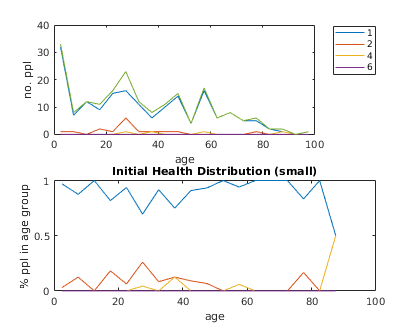 40
30
20
10
0
no. ppl
0 20 40 60 80 100
age
1
2
4
6
Initial Health Distribution (small)
1
0.5
0
% ppl in age group
0 20 40 60 80 100
age